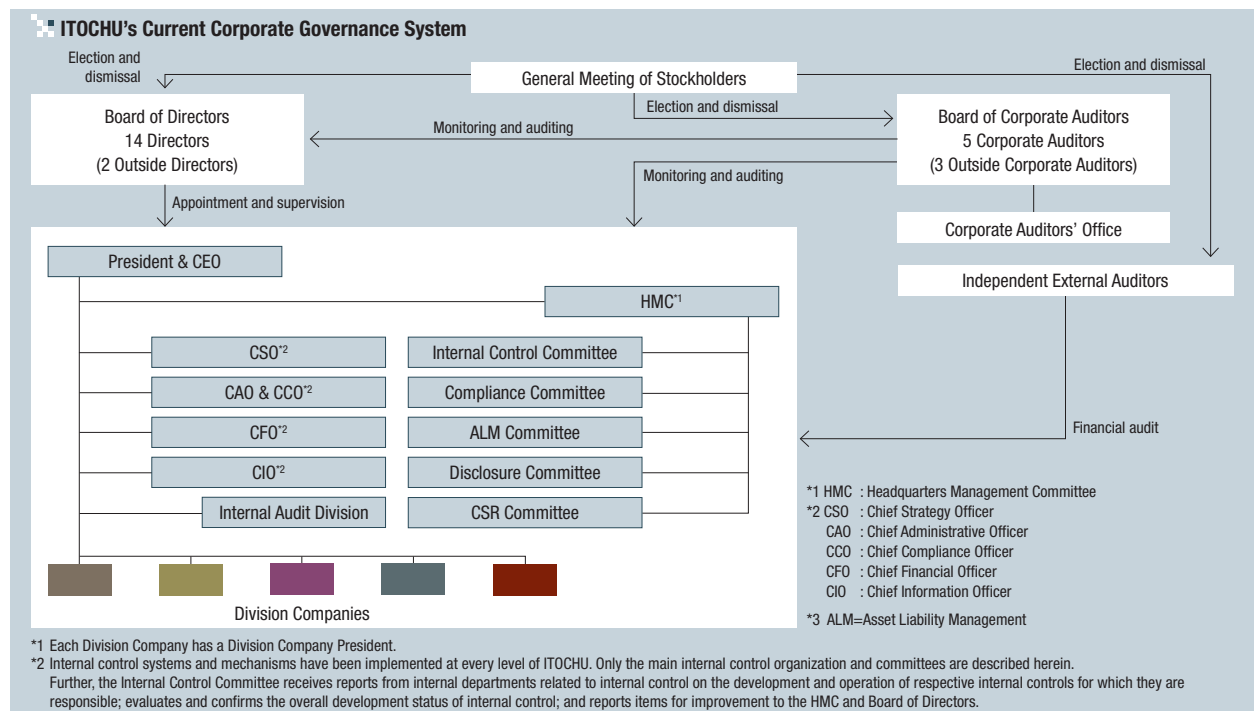 ITOCHU's Current Corporate Governance System
Election and
dismissal
General Meeting of Stockholders
Election and dismissal
Election and dismissal
Board of Directors
14 Directors
(2 Outside Directors)
Monitoring and auditing
Board of Corporate Auditors
5 Corporate Auditors
(3 Outside Corporate Auditors)
Monitoring and auditing
Appointment and supervision
Corporate Auditors' Office
President & CEO
Independent External Auditors
HMC*1
CSO*2
Internal Control Committee
CAO & CCO*2
Compliance Committee
CFO*2
ALM Committee
Financial audit
CIO*2
Disclosure Committee
Internal Audit Division
CSR Committee
Division Companies
*1 HMC : Headquarters Management Committee
*2 CSO : Chief Strategy Officer
CAO : Chief Administrative Officer
CCO : Chief Compliance Officer
CFO : Chief Financial Officer
CIO : Chief Information Officer
*3 ALM=Asset Liability Management
*1 Each Division Company has a Division Company President.
*2 Internal control systems and mechanisms have been implemented at every level of ITOCHU. Only the main internal control organization and committees are described herein.
Further, the Internal Control Committee receives reports from internal departments related to internal control on the development and operation of respective internal controls for which they are
responsible; evaluates and confirms the overall development status of internal control; and reports items for improvement to the HMC and Board of Directors.